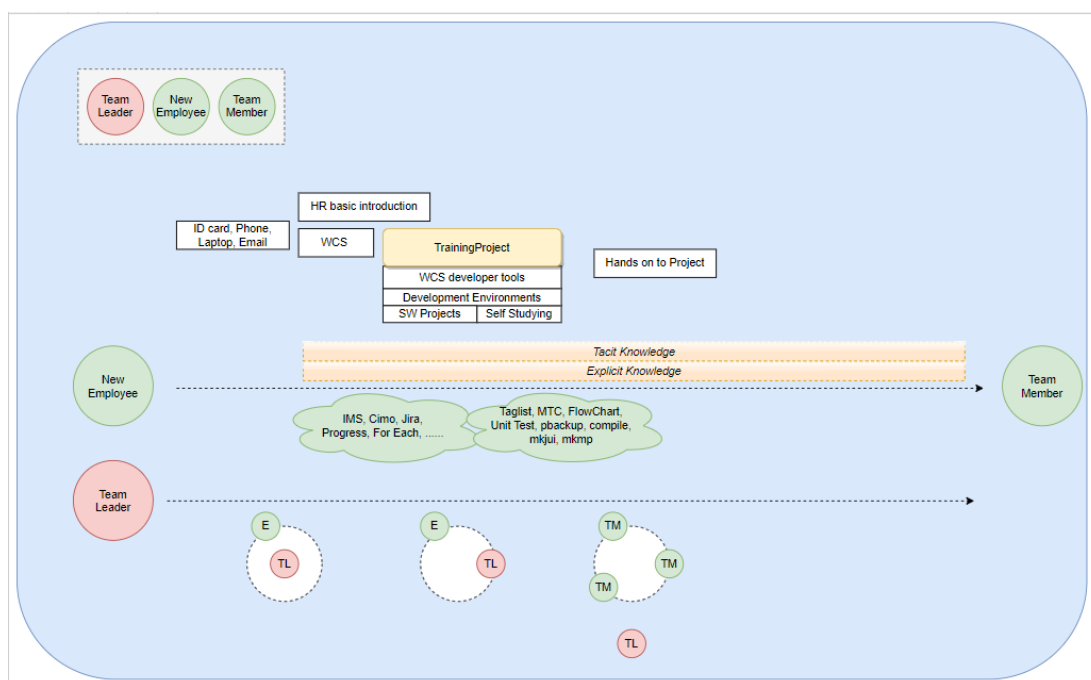 Team
Leader
New
Employee
Team
Member
HR basic introduction
ID card, Phone,
Laptop, Email
WCS
TrainingProject
Hands on to Project
WCS developer tools
Development Environments
SW Projects
Self Studying
Tacit Knowledge
Explicit Knowledge
New
Employee
Team
Member
IMS, Cimo, Jira,
Progress, For Each, ......
Taglist, MTC, FlowChart,
Unit Test, pbackup, compile,
mkjui, mkmp
Team
Leader
E
TL
E
TL
TM
TM
TM
TL